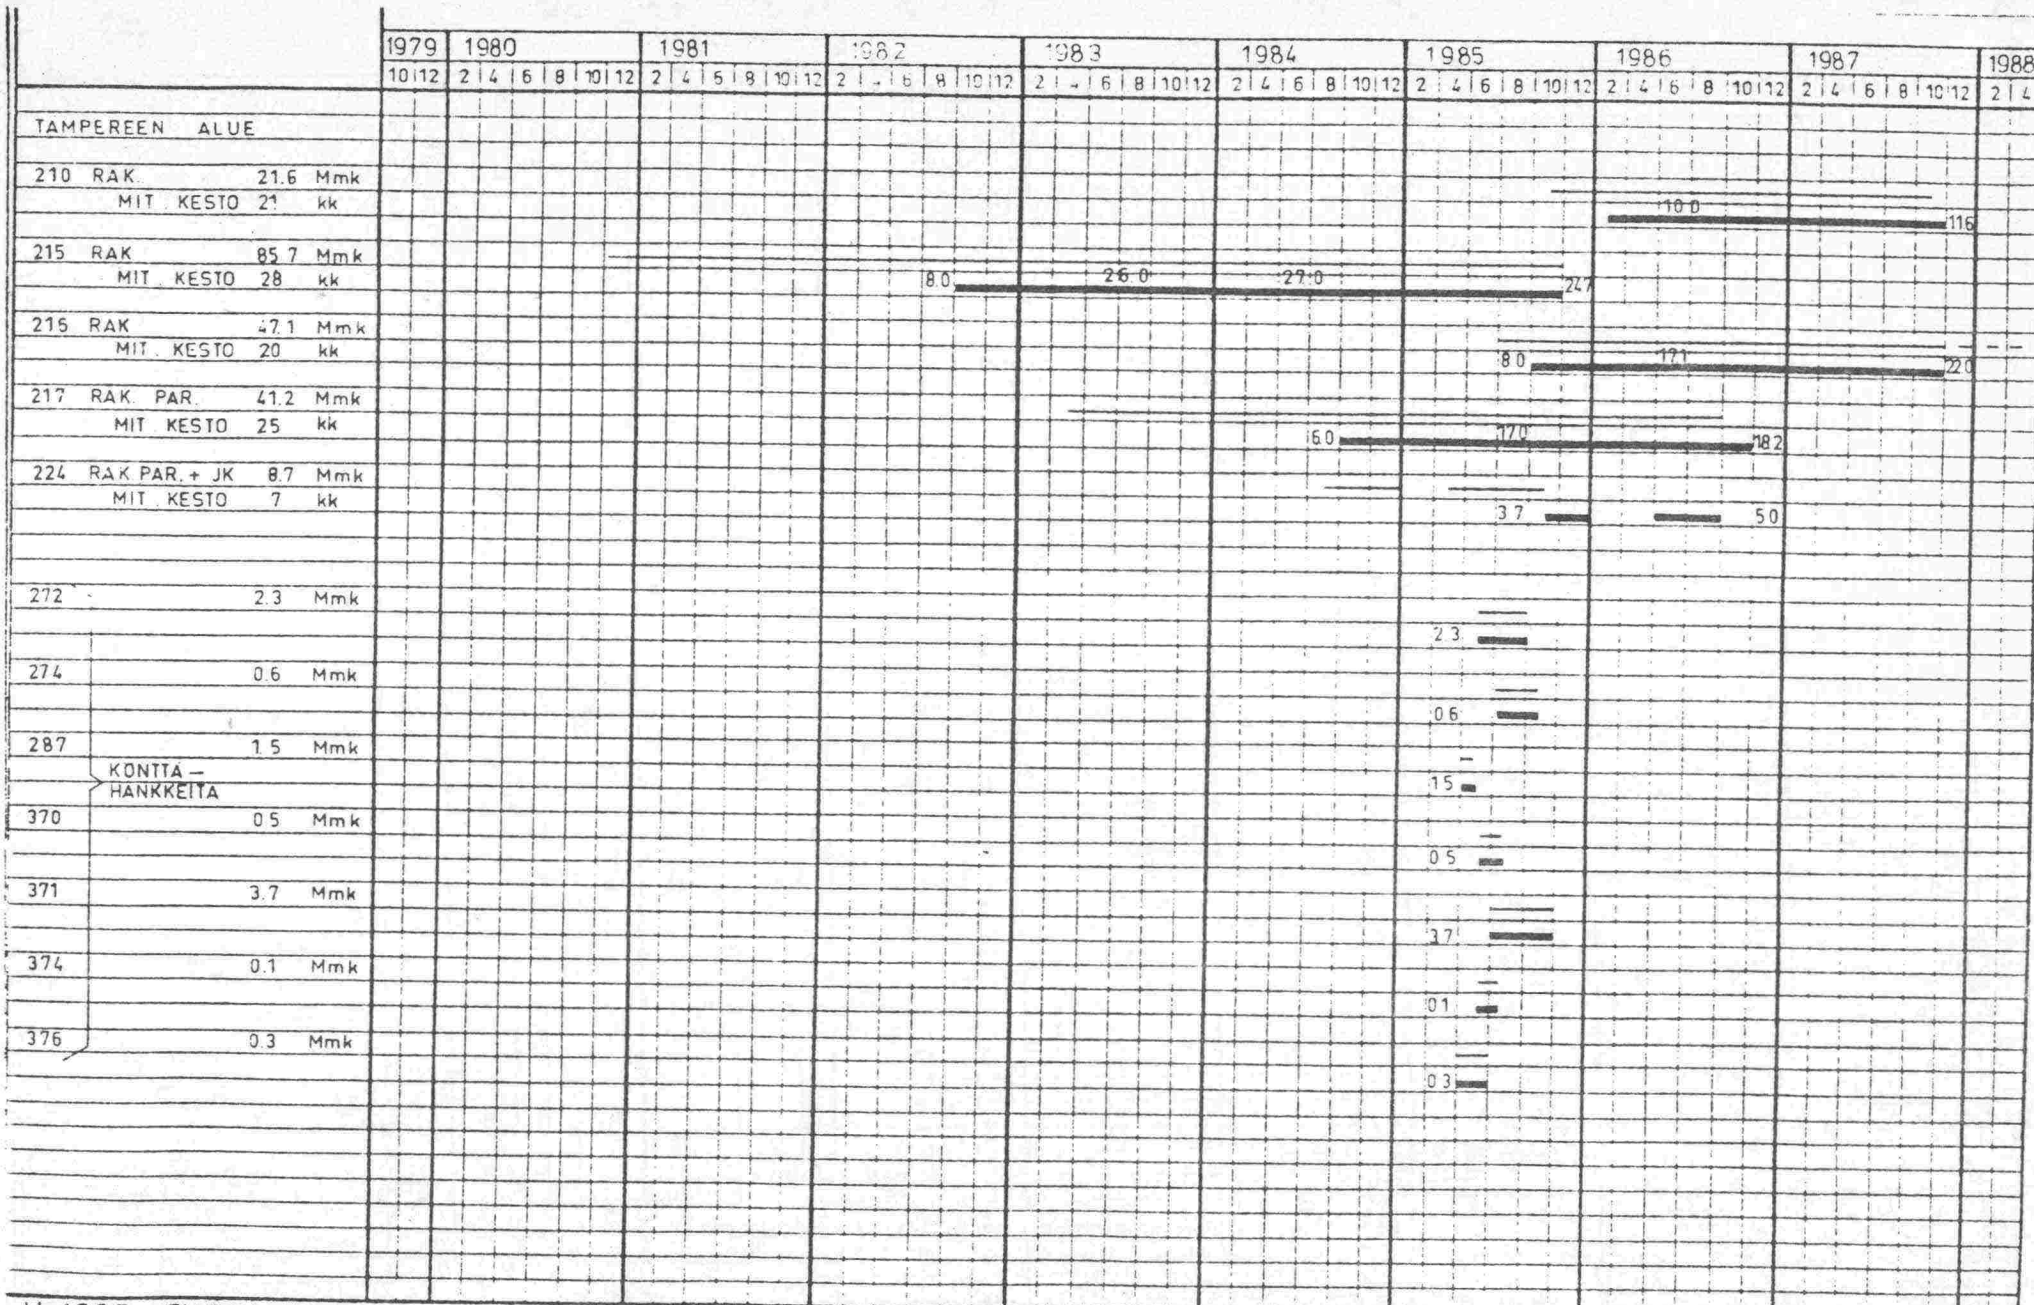 1979 1980 1981 1982 1983 1984 1985 1986 1987 1988
10 12 2 4 6 8 10 12 2 4 6 8 10 12 2 4 6 8 10 12 2 4 6 8 10 12 2 4 6 8 10 12 2 4 6 8 10 12 2 4 6 8 10 12 2 4 6 8 10 12 2 4
TAMPEREEN ALUE
210 RAK. 21.6 Mmk
MIT. KESTO 21 kk 10.0 11.6
215 RAK 85.7 Mmk
MIT. KESTO 28 kk 8.0 26.0 27.0 24.7
216 RAK 47.1 Mmk
MIT. KESTO 20 kk 8.0 17.1 22.0
217 RAK. PAR. 41.2 Mmk
MIT. KESTO 25 kk 6.0 17.0 18.2
224 RAK.PAR.+ JK 8.7 Mmk
MIT. KESTO 7 kk 3.7 5.0
272 2.3 Mmk
2.3
274 0.6 Mmk
0.6
287 1.5 Mmk
KÖNTTÄ –
HANKKEITA
1.5
370 0.5 Mmk
0.5
371 3.7 Mmk
3.7
374 0.1 Mmk
0.1
376 0.3 Mmk
0.3